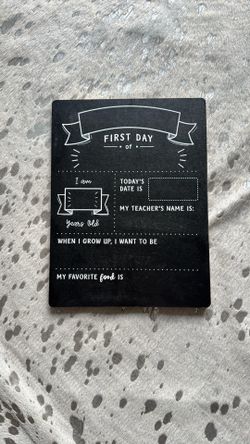 FIRST DAY
of
I am
Years Old
TODAY'S
DATE IS
MY TEACHER'S NAME IS:
WHEN I GROW UP, I WANT TO BE
MY FAVORITE food IS